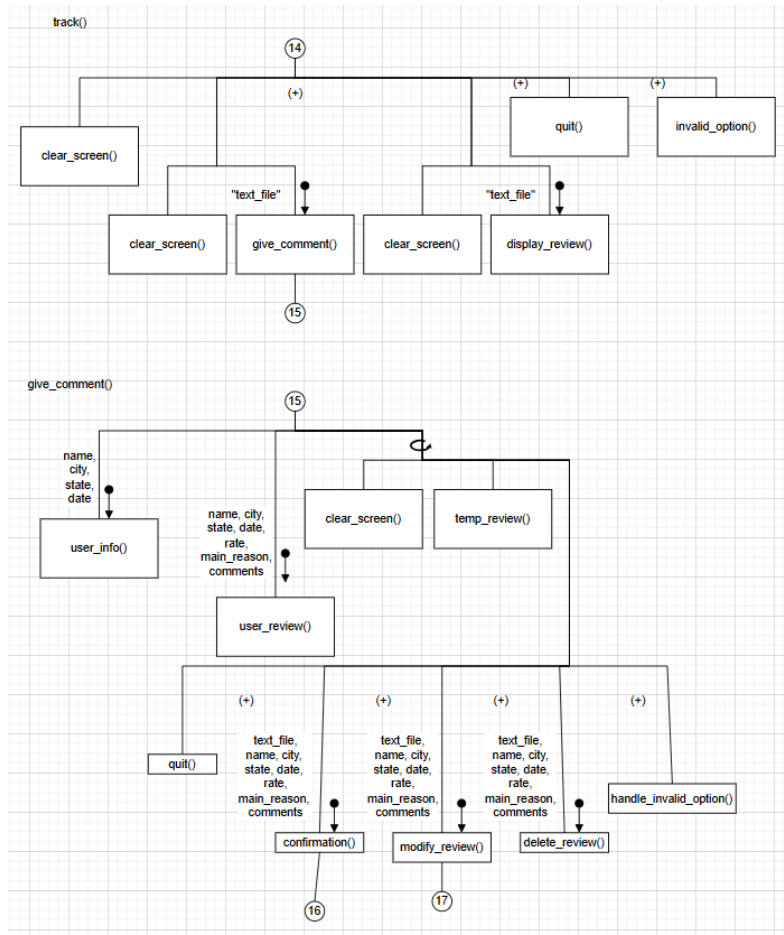 track()
14
(+)
(+)
(+)
quit()
invalid_option()
clear_screen()
"text_file"
"text_file"
clear_screen()
give_comment()
clear_screen()
display_review()
15
give_comment()
15
name,
city,
state,
date
user_info()
name, city,
state, date,
rate,
main_reason,
comments
user_review()
clear_screen()
temp_review()
(+)
(+)
(+)
(+)
quit()
text_file,
name, city,
state, date,
rate,
main_reason,
comments
text_file,
name, city,
state, date,
rate,
main_reason,
comments
text_file,
name, city,
state, date,
rate,
main_reason,
comments
handle_invalid_option()
confirmation()
modify_review()
delete_review()
16
17